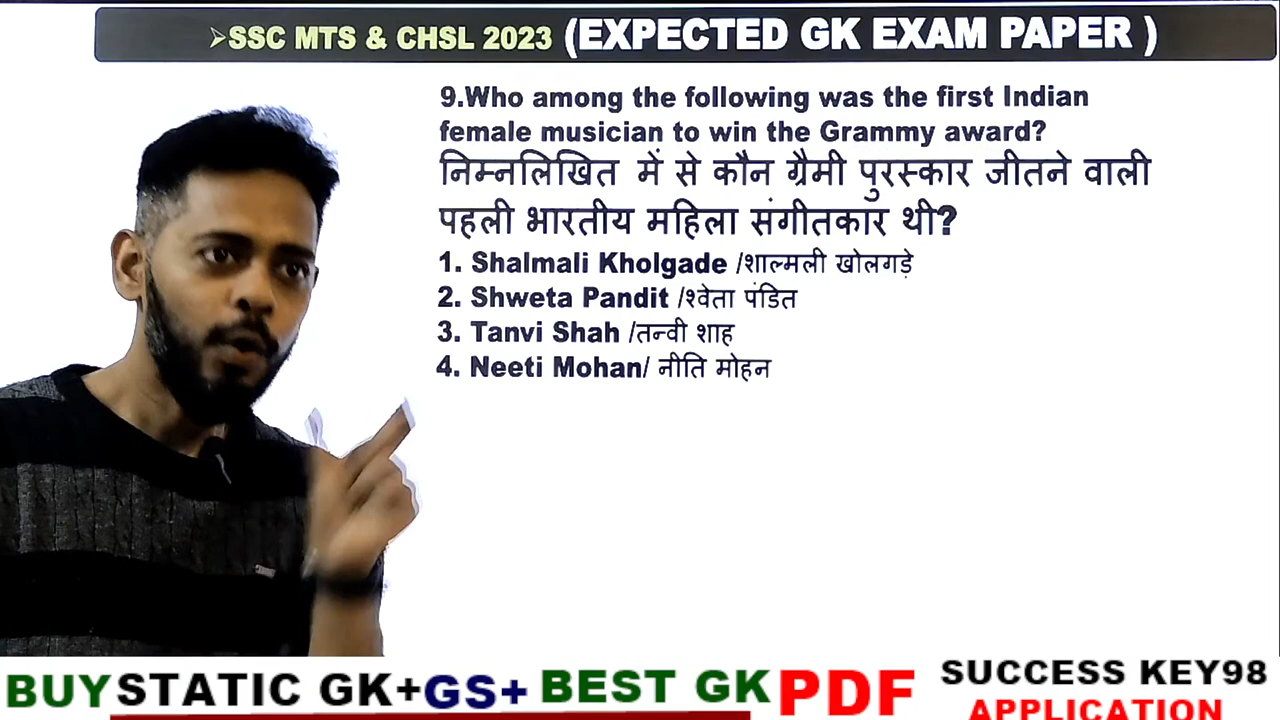 ➢SSC MTS & CHSL 2023 (EXPECTED GK EXAM PAPER )
9.Who among the following was the first Indian
female musician to win the Grammy award?
निम्नलिखित में से कौन ग्रैमी पुरस्कार जीतने वाली
पहली भारतीय महिला संगीतकार थी?
1. Shalmali Kholgade /शाल्मली खोलगड़े
2. Shweta Pandit /श्वेता पंडित
3. Tanvi Shah /तन्वी शाह
4. Neeti Mohan/ नीति मोहन
BUY STATIC GK+GS+ BEST GK PDF SUCCESS KEY98
APPLICATION